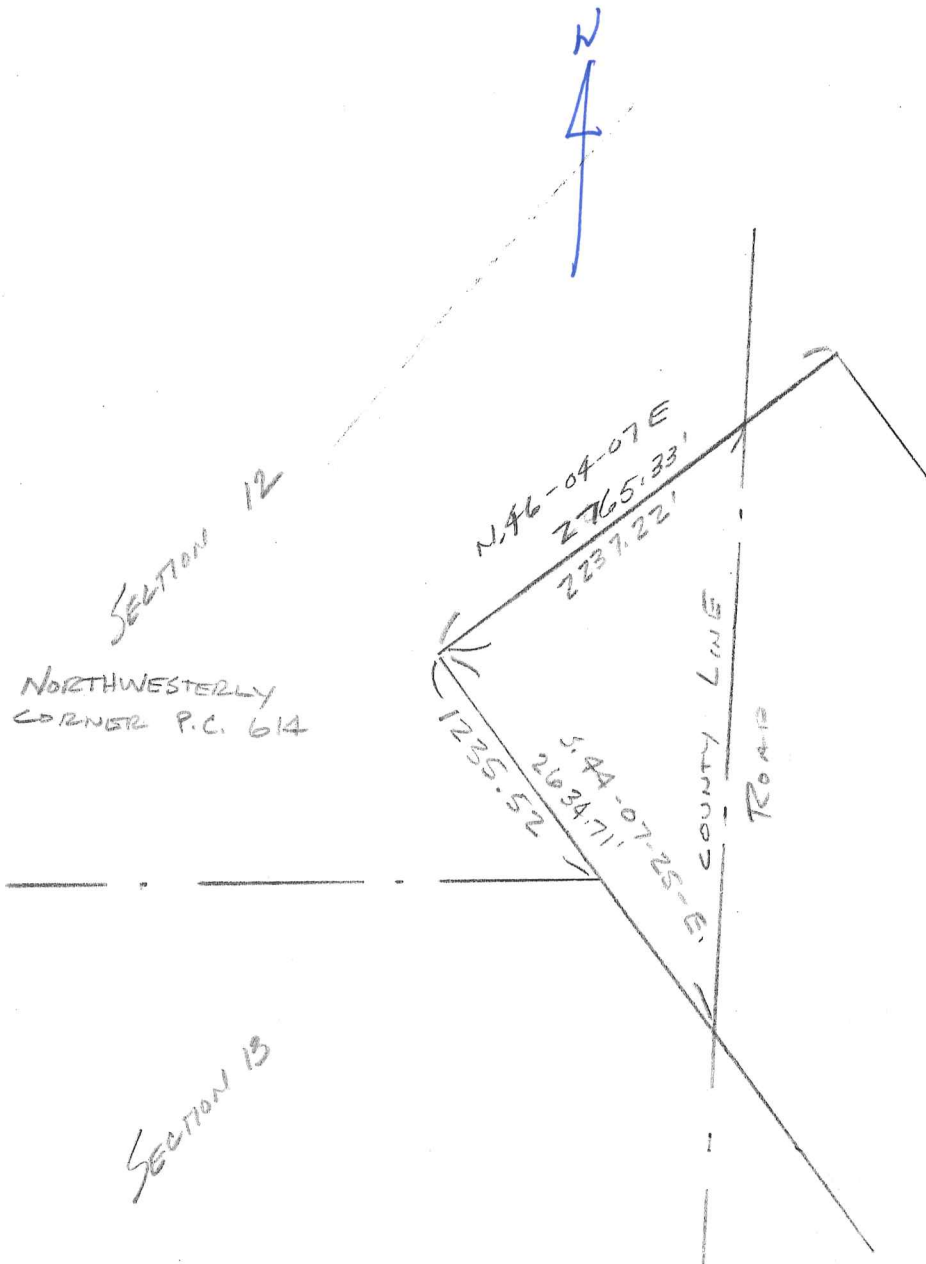 N
SECTION 12
N.46-04-07 E
2765.33'
2237.22'
NORTHWESTERLY
CORNER P.C. 614
1235.52
S.44-07-25-E.
2634.71'
COUNTY LINE
ROAD
SECTION 13